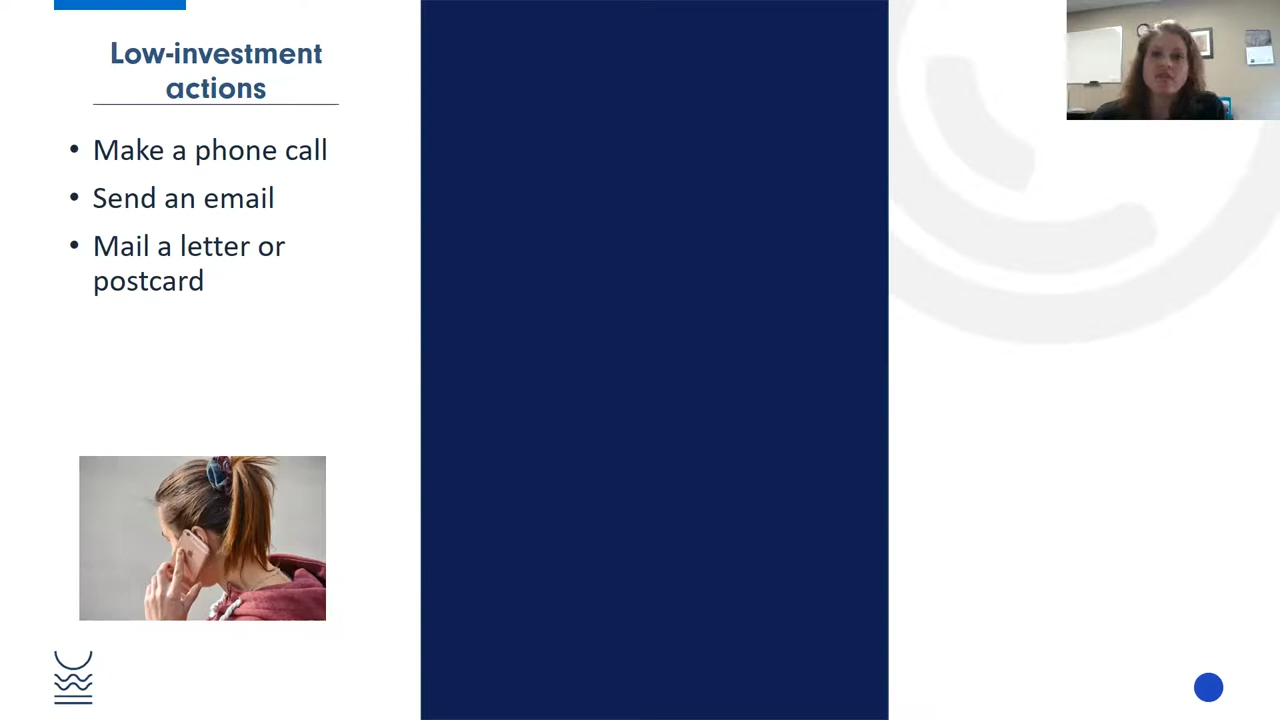 Low-investment
actions
• Make a phone call
• Send an email
• Mail a letter or
postcard